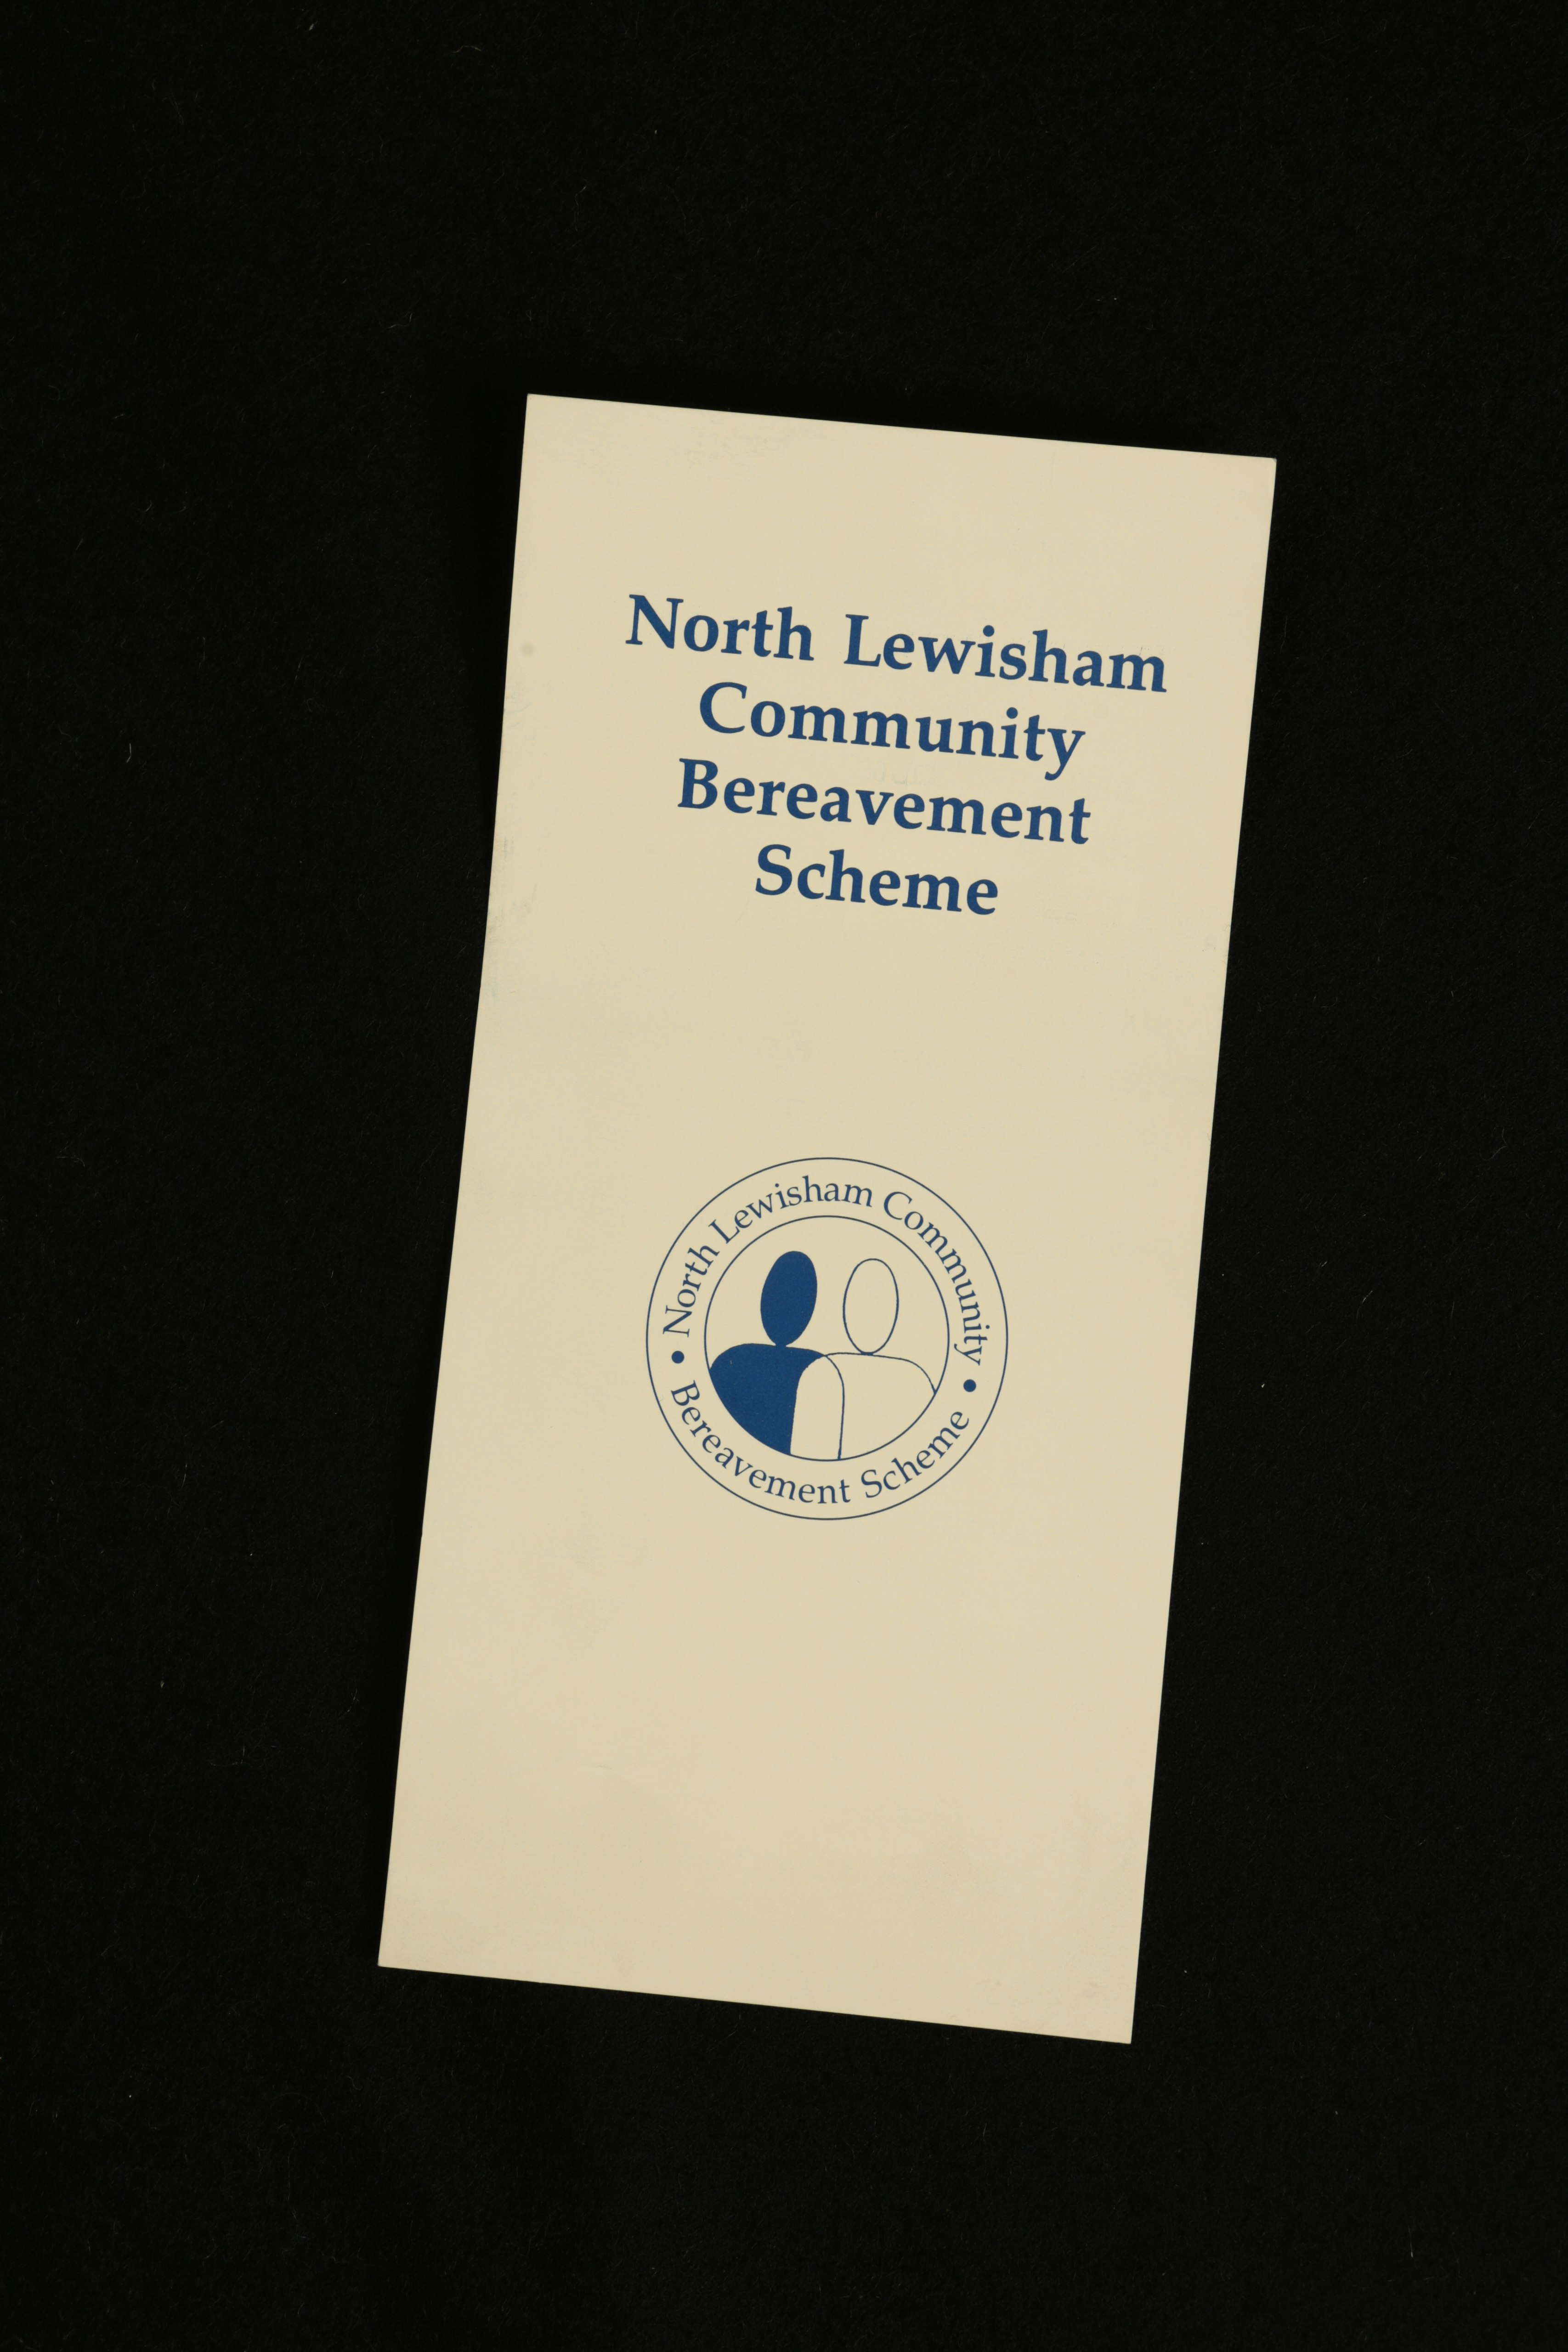 North Lewisham
Community
Bereavement
Scheme
• North Lewisham Community •
Bereavement Scheme